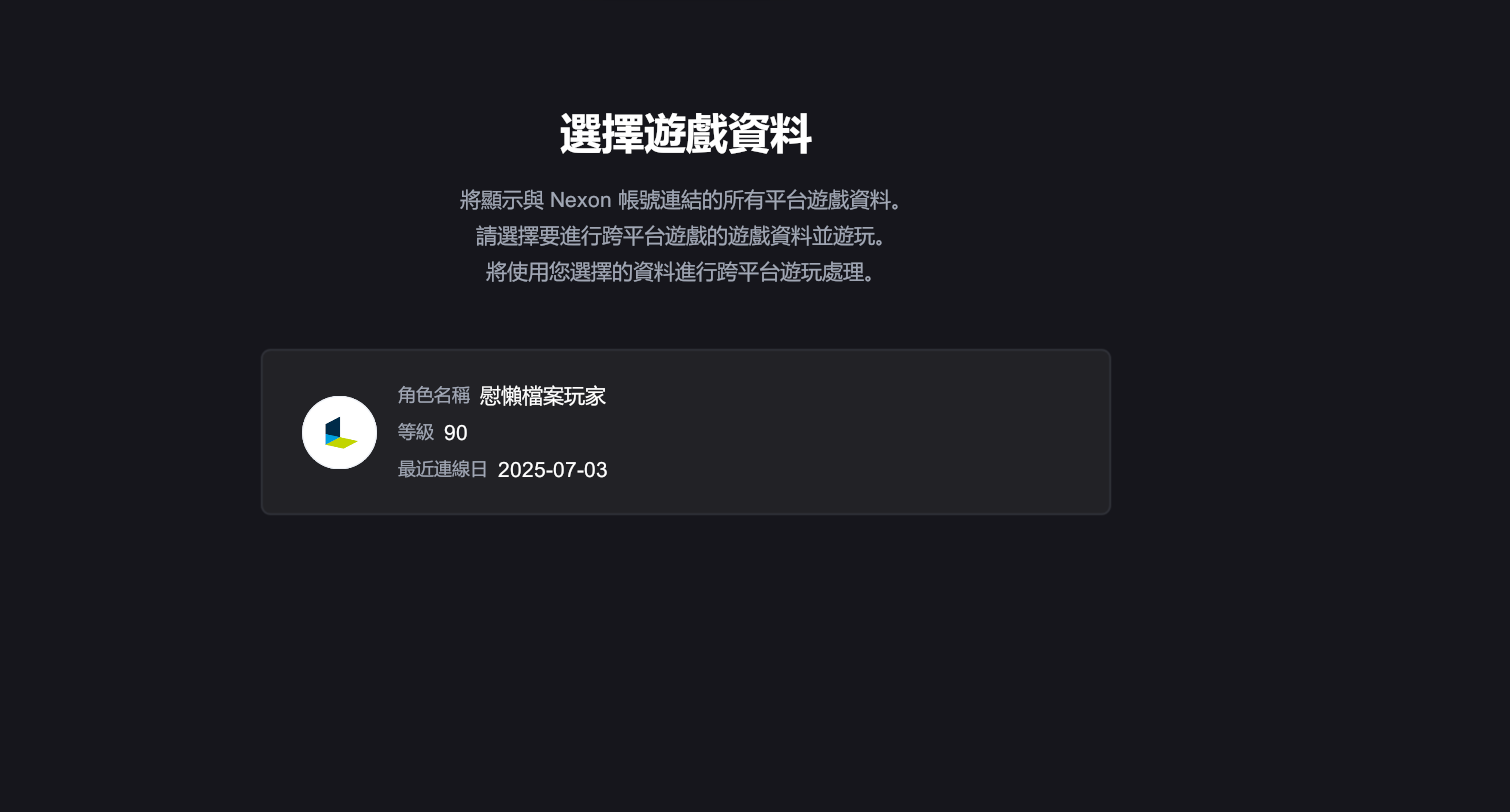 選擇遊戲資料
將顯示與 Nexon 帳號連結的所有平台遊戲資料。
請選擇要進行跨平台遊戲的遊戲資料並遊玩。
將使用您選擇的資料進行跨平台遊玩處理。
角色名稱 慰懶檔案玩家
等級 90
最近連線日 2025-07-03